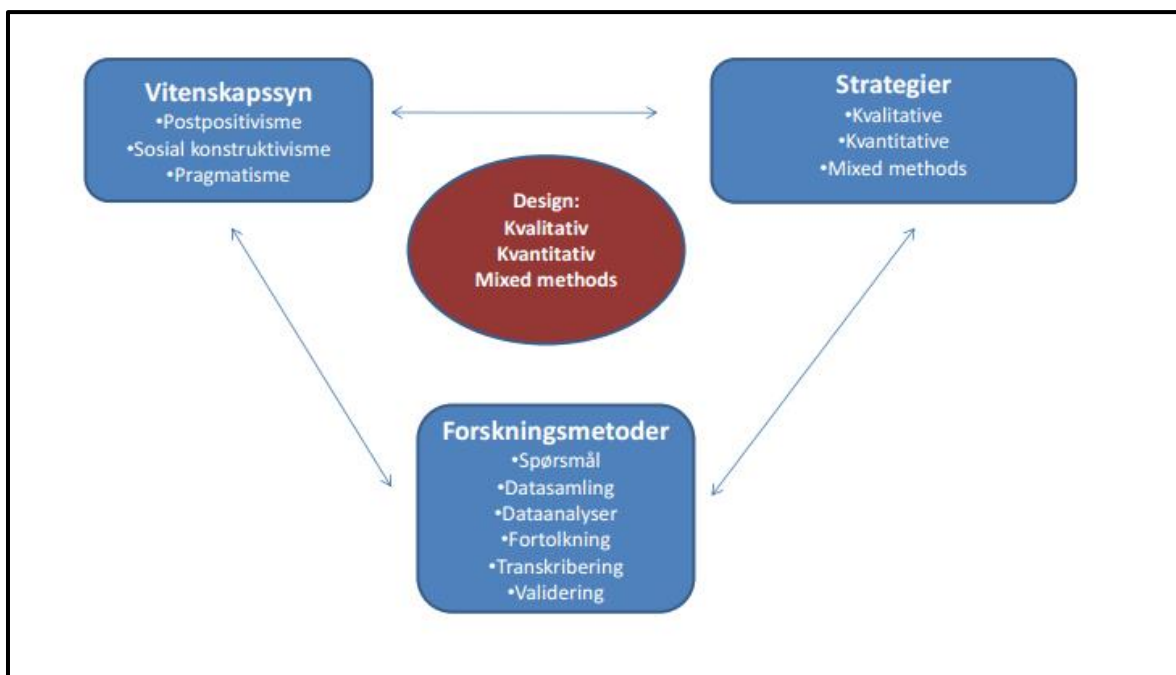 Vitenskapssyn
•Postpositivisme
•Sosial konstruktivisme
•Pragmatisme
Strategier
•Kvalitative
•Kvantitative
•Mixed methods
Design:
Kvalitativ
Kvantitativ
Mixed methods
Forskningsmetoder
•Spørsmål
•Datasamling
•Dataanalyser
•Fortolkning
•Transkribering
•Validering